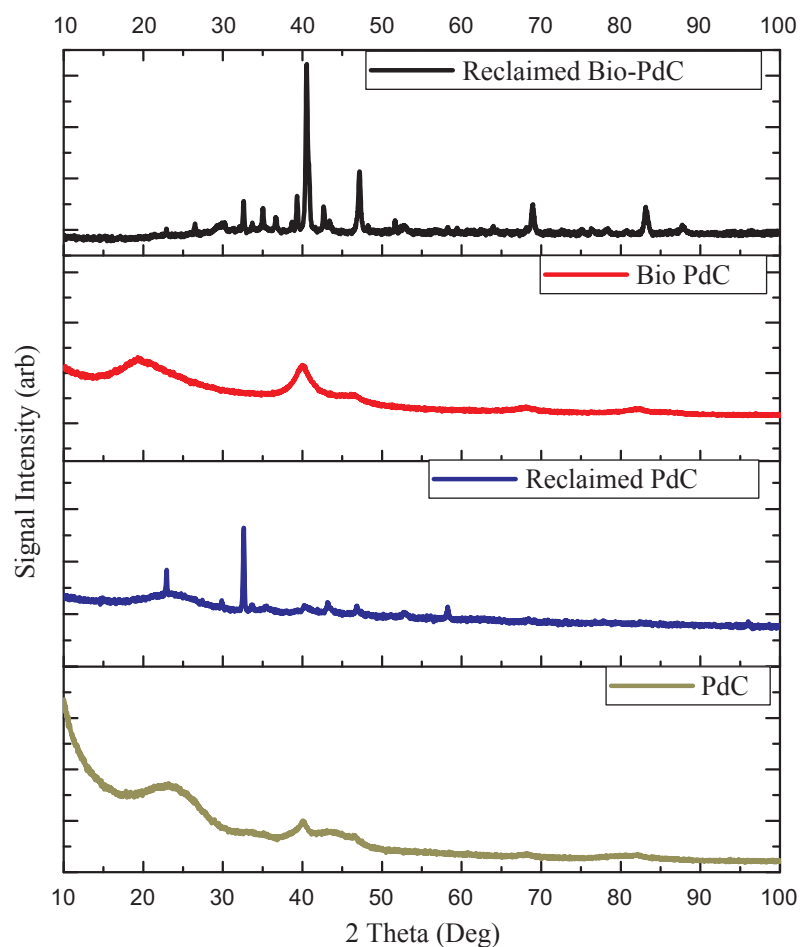 10 20 30 40 50 60 70 80 90 100
Reclaimed Bio-PdC
Bio PdC
Reclaimed PdC
PdC
Signal Intensity (arb)
10 20 30 40 50 60 70 80 90 100
2 Theta (Deg)